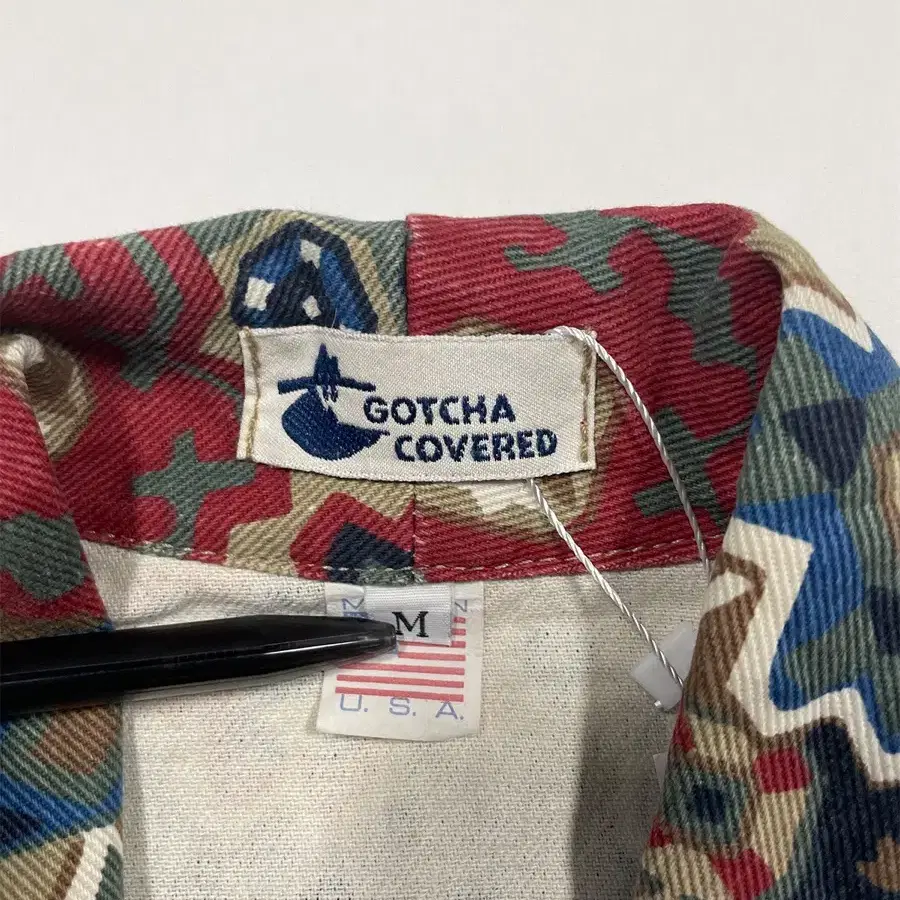 GOTCHA
COVERED
M
U. S. A.